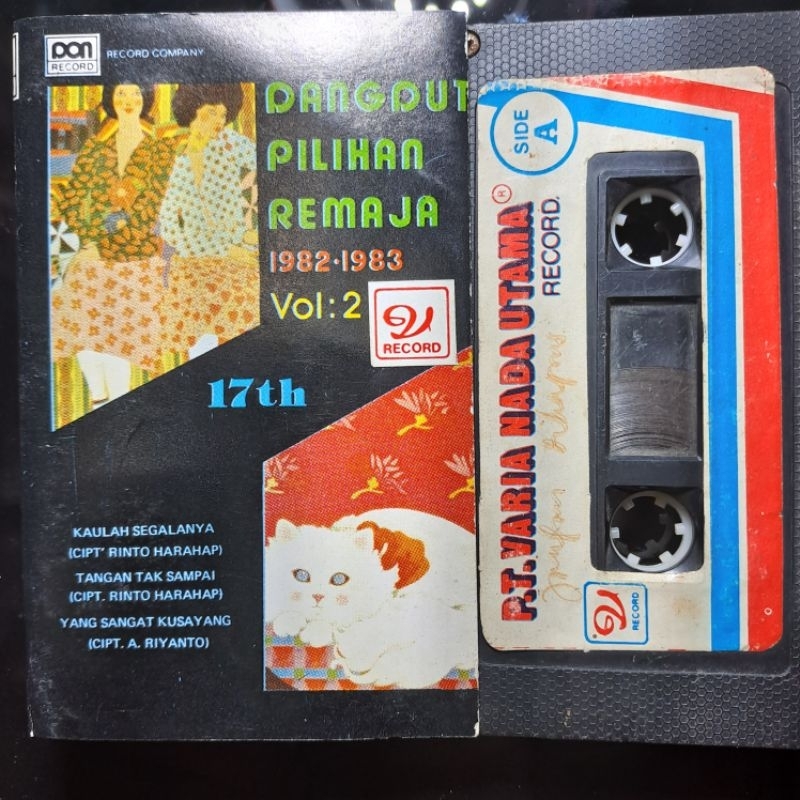 PON
RECORD
RECORD COMPANY
DANGDUT
PILIHAN
REMAJA
1982·1983
Vol: 2
RECORD
17th
KAULAH SEGALANYA
(CIPT' RINTO HARAHAP)
TANGAN TAK SAMPAI
(CIPT. RINTO HARAHAP)
YANG SANGAT KUSAYANG
(CIPT. A. RIYANTO)
SIDE
A
P.T. VARIA NADA UTAMA ®
RECORD.
RECORD